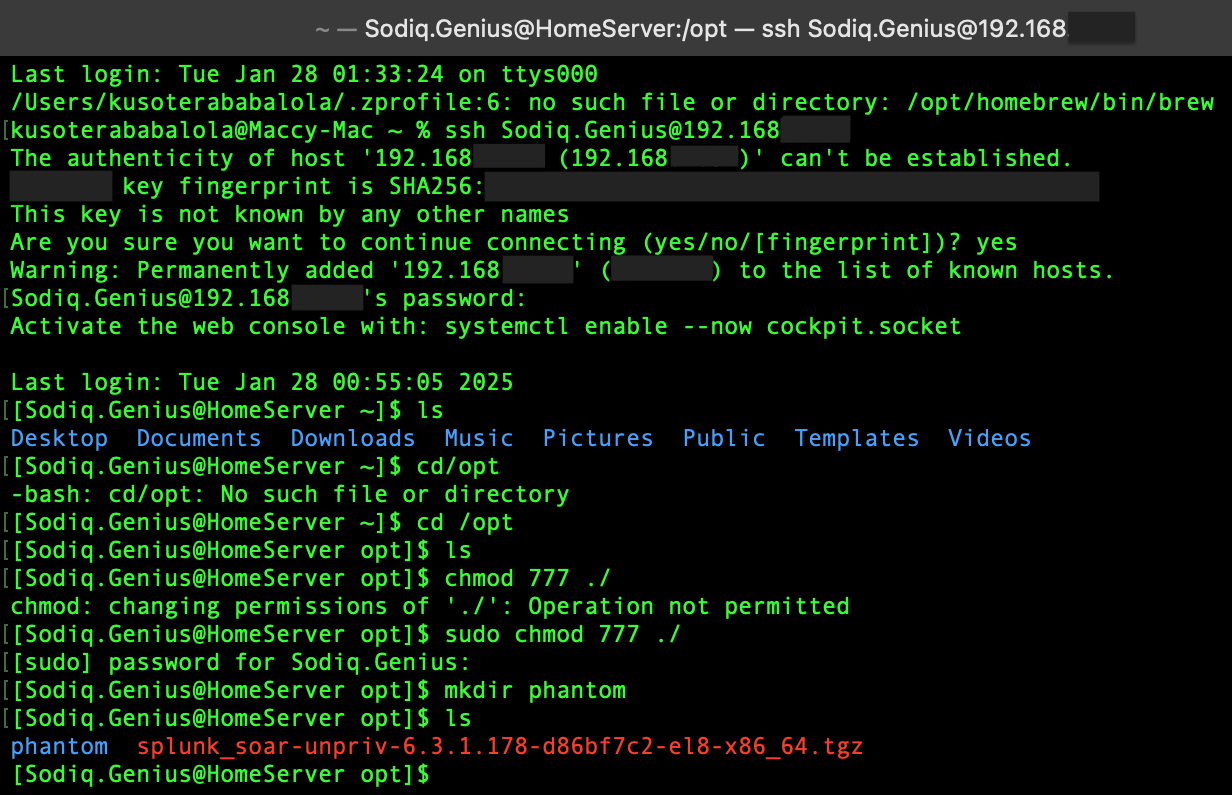 ~ — Sodiq.Genius@HomeServer:/opt — ssh Sodiq.Genius@192.168
Last login: Tue Jan 28 01:33:24 on ttys000
/Users/kusoterababalola/.zprofile:6: no such file or directory: /opt/homebrew/bin/brew
[kusoterababalola@Maccy-Mac ~ % ssh Sodiq.Genius@192.168
The authenticity of host '192.168 (192.168 )' can't be established.
key fingerprint is SHA256:
This key is not known by any other names
Are you sure you want to continue connecting (yes/no/[fingerprint])? yes
Warning: Permanently added '192.168 ' ( ) to the list of known hosts.
[Sodiq.Genius@192.168 's password:
Activate the web console with: systemctl enable --now cockpit.socket
Last login: Tue Jan 28 00:55:05 2025
[[Sodiq.Genius@HomeServer ~]$ ls
Desktop Documents Downloads Music Pictures Public Templates Videos
[[Sodiq.Genius@HomeServer ~]$ cd/opt
-bash: cd/opt: No such file or directory
[[Sodiq.Genius@HomeServer ~]$ cd /opt
[[Sodiq.Genius@HomeServer opt]$ ls
[[Sodiq.Genius@HomeServer opt]$ chmod 777 ./
chmod: changing permissions of './': Operation not permitted
[[Sodiq.Genius@HomeServer opt]$ sudo chmod 777 ./
[[sudo] password for Sodiq.Genius:
[[Sodiq.Genius@HomeServer opt]$ mkdir phantom
[[Sodiq.Genius@HomeServer opt]$ ls
phantom splunk_soar-unpriv-6.3.1.178-d86bf7c2-el8-x86_64.tgz
[Sodiq.Genius@HomeServer opt]$